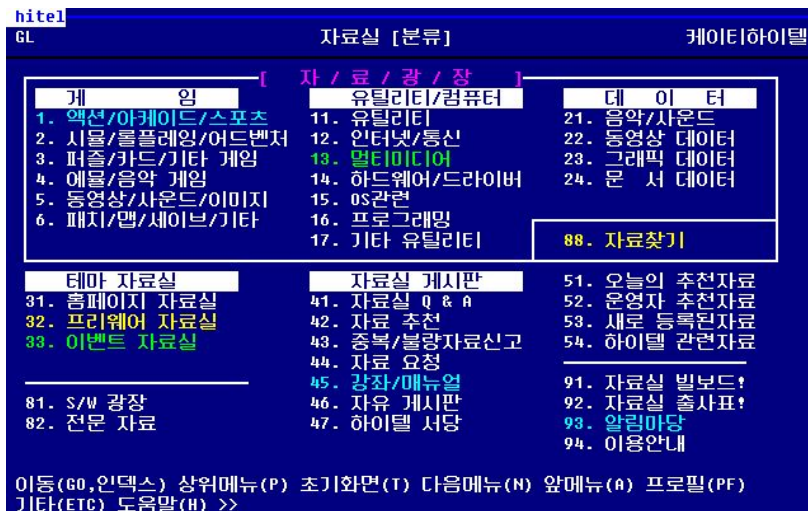 hitel
GL 자료실 [분류] 케이티하이텔
[ 자 / 료 / 광 / 장 ]
게 임 유틸리티/컴퓨터 데 이 터
1. 액션/아케이드/스포츠 11. 유틸리티 21. 음악/사운드
2. 시뮬/롤플레잉/어드벤처 12. 인터넷/통신 22. 동영상 데이터
3. 퍼즐/카드/기타 게임 13. 멀티미디어 23. 그래픽 데이터
4. 에뮬/음악 게임 14. 하드웨어/드라이버 24. 문 서 데이터
5. 동영상/사운드/이미지 15. OS관련
6. 패치/맵/세이브/기타 16. 프로그래밍
17. 기타 유틸리티 88. 자료찾기
테마 자료실 자료실 게시판 51. 오늘의 추천자료
31. 홈페이지 자료실 41. 자료실 Q & A 52. 운영자 추천자료
32. 프리웨어 자료실 42. 자료 추천 53. 새로 등록된자료
33. 이벤트 자료실 43. 중복/불량자료신고 54. 하이텔 관련자료
44. 자료 요청
45. 강좌/매뉴얼 91. 자료실 빌보드!
81. S/W 광장 46. 자유 게시판 92. 자료실 출사표!
82. 전문 자료 47. 하이텔 서당 93. 알림마당
94. 이용안내
이동(GO,인덱스) 상위메뉴(P) 초기화면(T) 다음메뉴(N) 앞메뉴(A) 프로필(PF)
기타(ETC) 도움말(H) >>